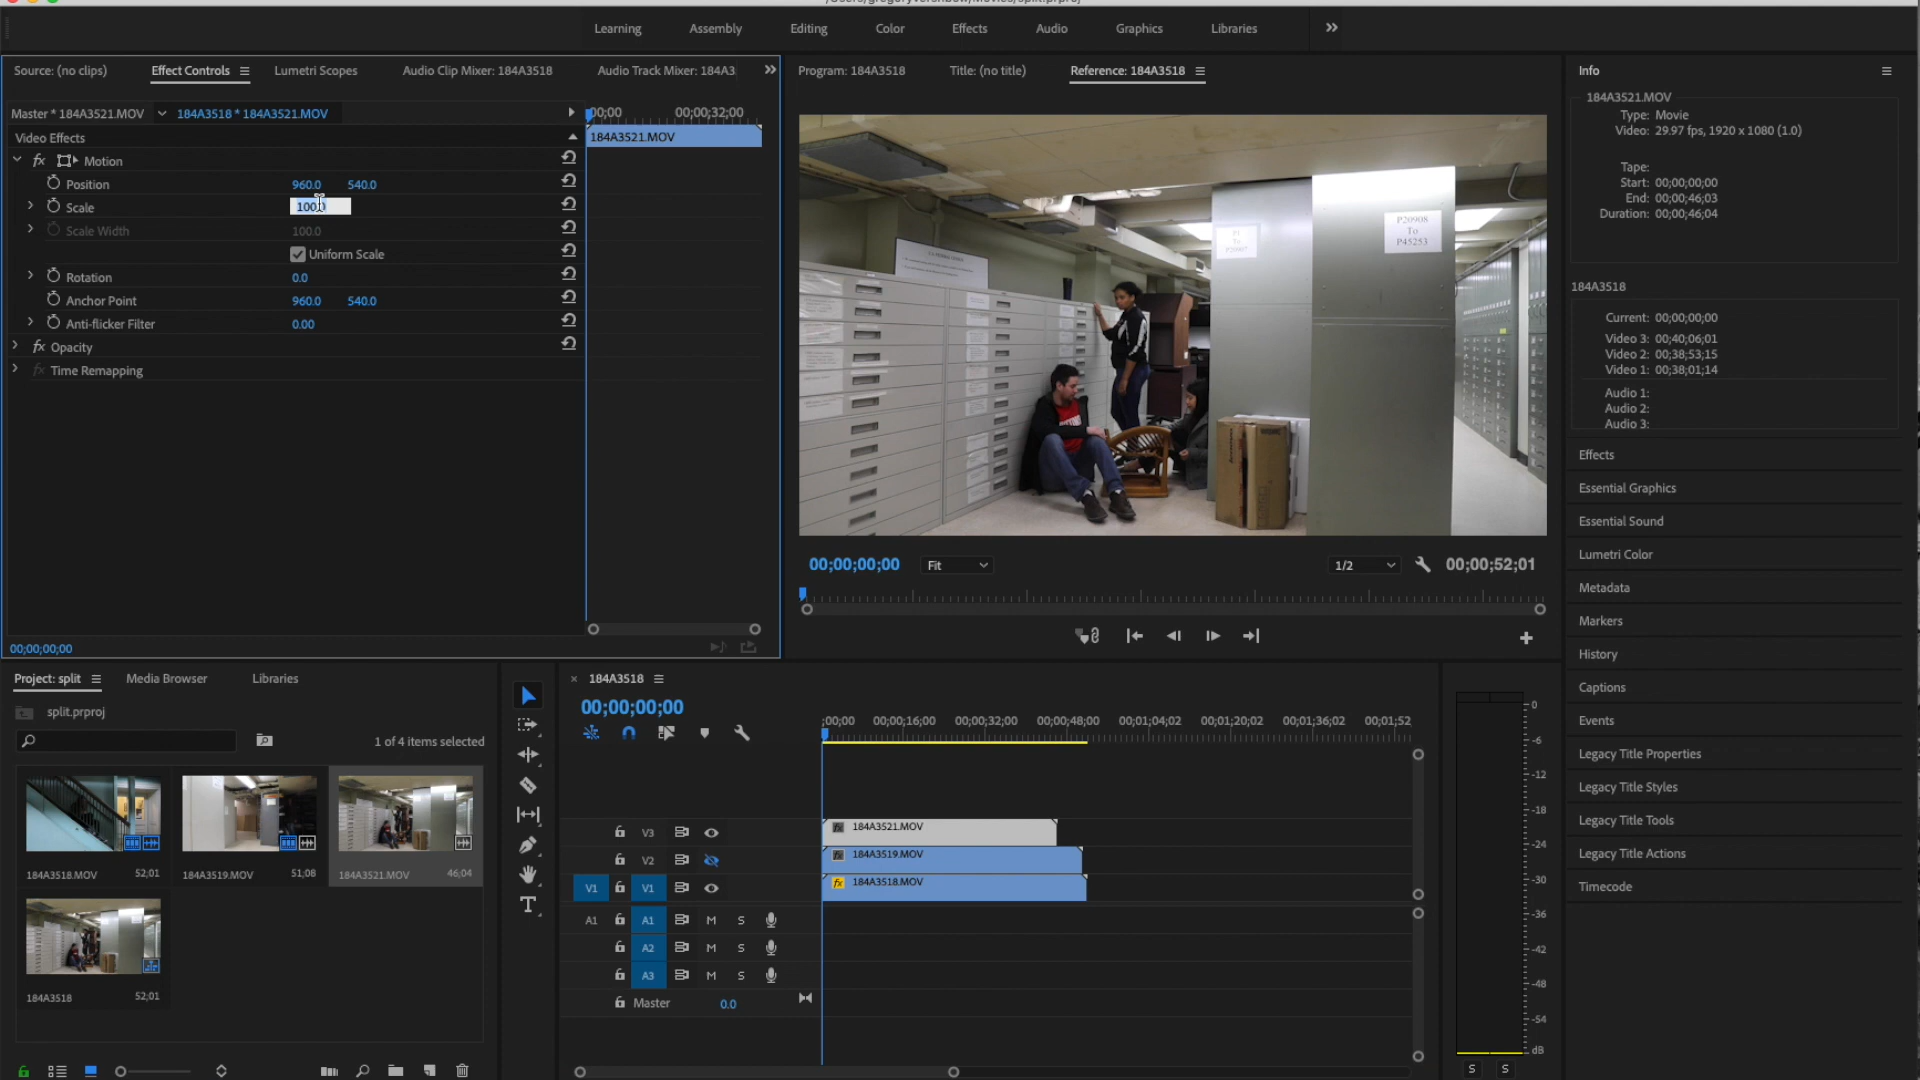 Learning Assembly Editing Color Effects Audio Graphics Libraries
Source: (no clips) Effect Controls Lumetri Scopes Audio Clip Mixer: 184A3518 Audio Track Mixer: 184A3
Master * 184A3521.MOV 184A3518 * 184A3521.MOV
;00;00 00;00;32;00
Video Effects
184A3521.MOV
fx Motion
Position 960.0 540.0
Scale 100.0
Scale Width 100.0
Uniform Scale
Rotation 0.0
Anchor Point 960.0 540.0
Anti-flicker Filter 0.00
fx Opacity
fx Time Remapping
00;00;00;00
Program: 184A3518 Title: (no title) Reference: 184A3518
P20908
To
P45253
00;00;00;00 Fit 1/2 00;00;52;01
Info
184A3521.MOV
Type: Movie
Video: 29.97 fps, 1920 x 1080 (1.0)
Tape:
Start: 00;00;00;00
End: 00;00;46;03
Duration: 00;00;46;04
184A3518
Current: 00;00;00;00
Video 3: 00;40;06;01
Video 2: 00;38;53;15
Video 1: 00;38;01;14
Audio 1:
Audio 2:
Audio 3:
Effects
Essential Graphics
Essential Sound
Lumetri Color
Metadata
Markers
History
Captions
Events
Legacy Title Properties
Legacy Title Styles
Legacy Title Tools
Legacy Title Actions
Timecode
Project: split Media Browser Libraries
split.prproj
1 of 4 items selected
184A3518.MOV 52;01
184A3519.MOV 51;08
184A3521.MOV 46;04
184A3518 52;01
184A3518
00;00;00;00
;00;00 00;00;16;00 00;00;32;00 00;00;48;00 00;01;04;02 00;01;20;02 00;01;36;02 00;01;52
V3 fx 184A3521.MOV
V2 fx 184A3519.MOV
V1 V1 fx 184A3518.MOV
A1 A1 M S
A2 M S
A3 M S
Master 0.0
0
-6
-12
-18
-24
-30
-36
-42
-48
-54
dB
S S